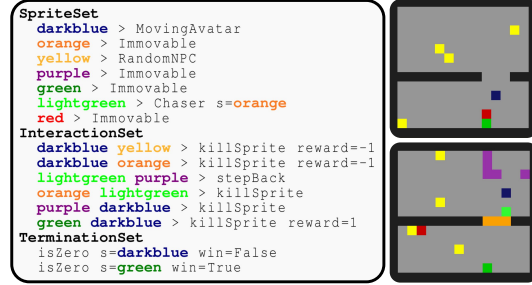 SpriteSet
darkblue > MovingAvatar
orange > Immovable
yellow > RandomNPC
purple > Immovable
green > Immovable
lightgreen > Chaser s=orange
red > Immovable
InteractionSet
darkblue yellow > killSprite reward=-1
darkblue orange > killSprite reward=-1
lightgreen purple > stepBack
orange lightgreen > killSprite
purple darkblue > killSprite
green darkblue > killSprite reward=1
TerminationSet
isZero s=darkblue win=False
isZero s=green win=True